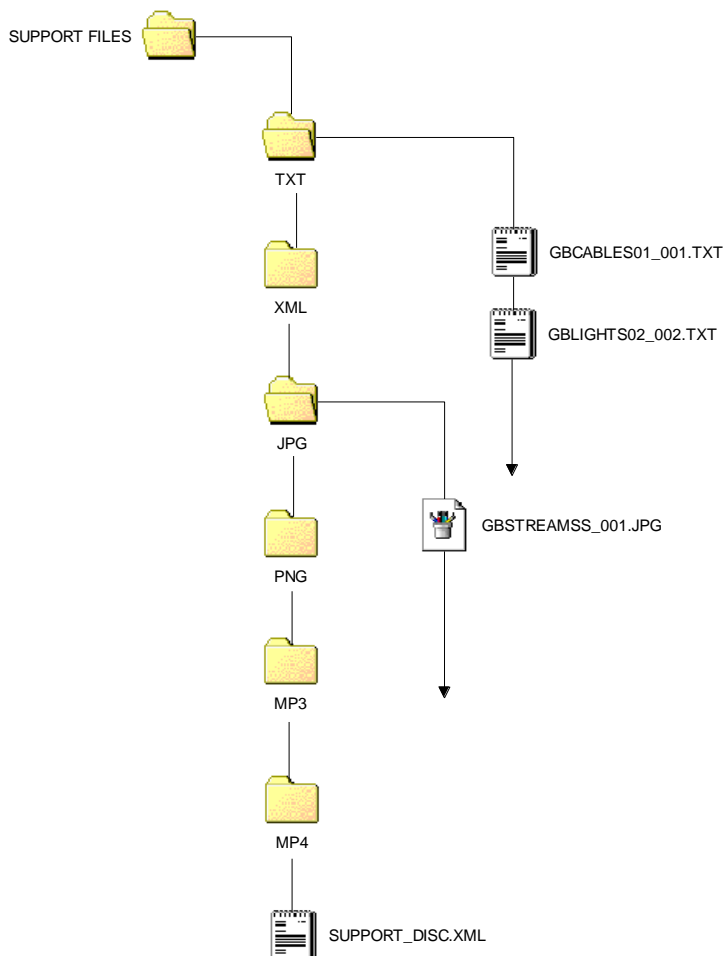 SUPPORT FILES
TXT
GBCABLES01_001.TXT
XML
GBLIGHTS02_002.TXT
JPG
GBSTREAMSS_001.JPG
PNG
MP3
MP4
SUPPORT_DISC.XML